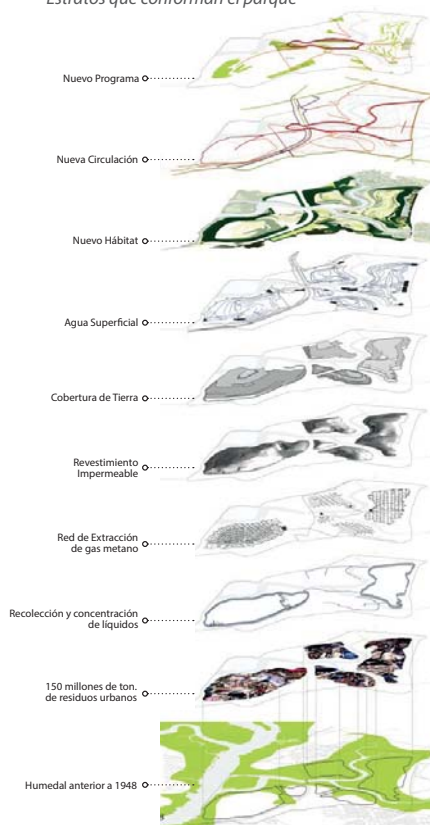 Estratos que conforman el parque
Nuevo Programa
Nueva Circulación
Nuevo Hábitat
Agua Superficial
Cobertura de Tierra
Revestimiento
Impermeable
Red de Extracción
de gas metano
Recolección y concentración
de líquidos
150 millones de ton.
de residuos urbanos
Humedal anterior a 1948